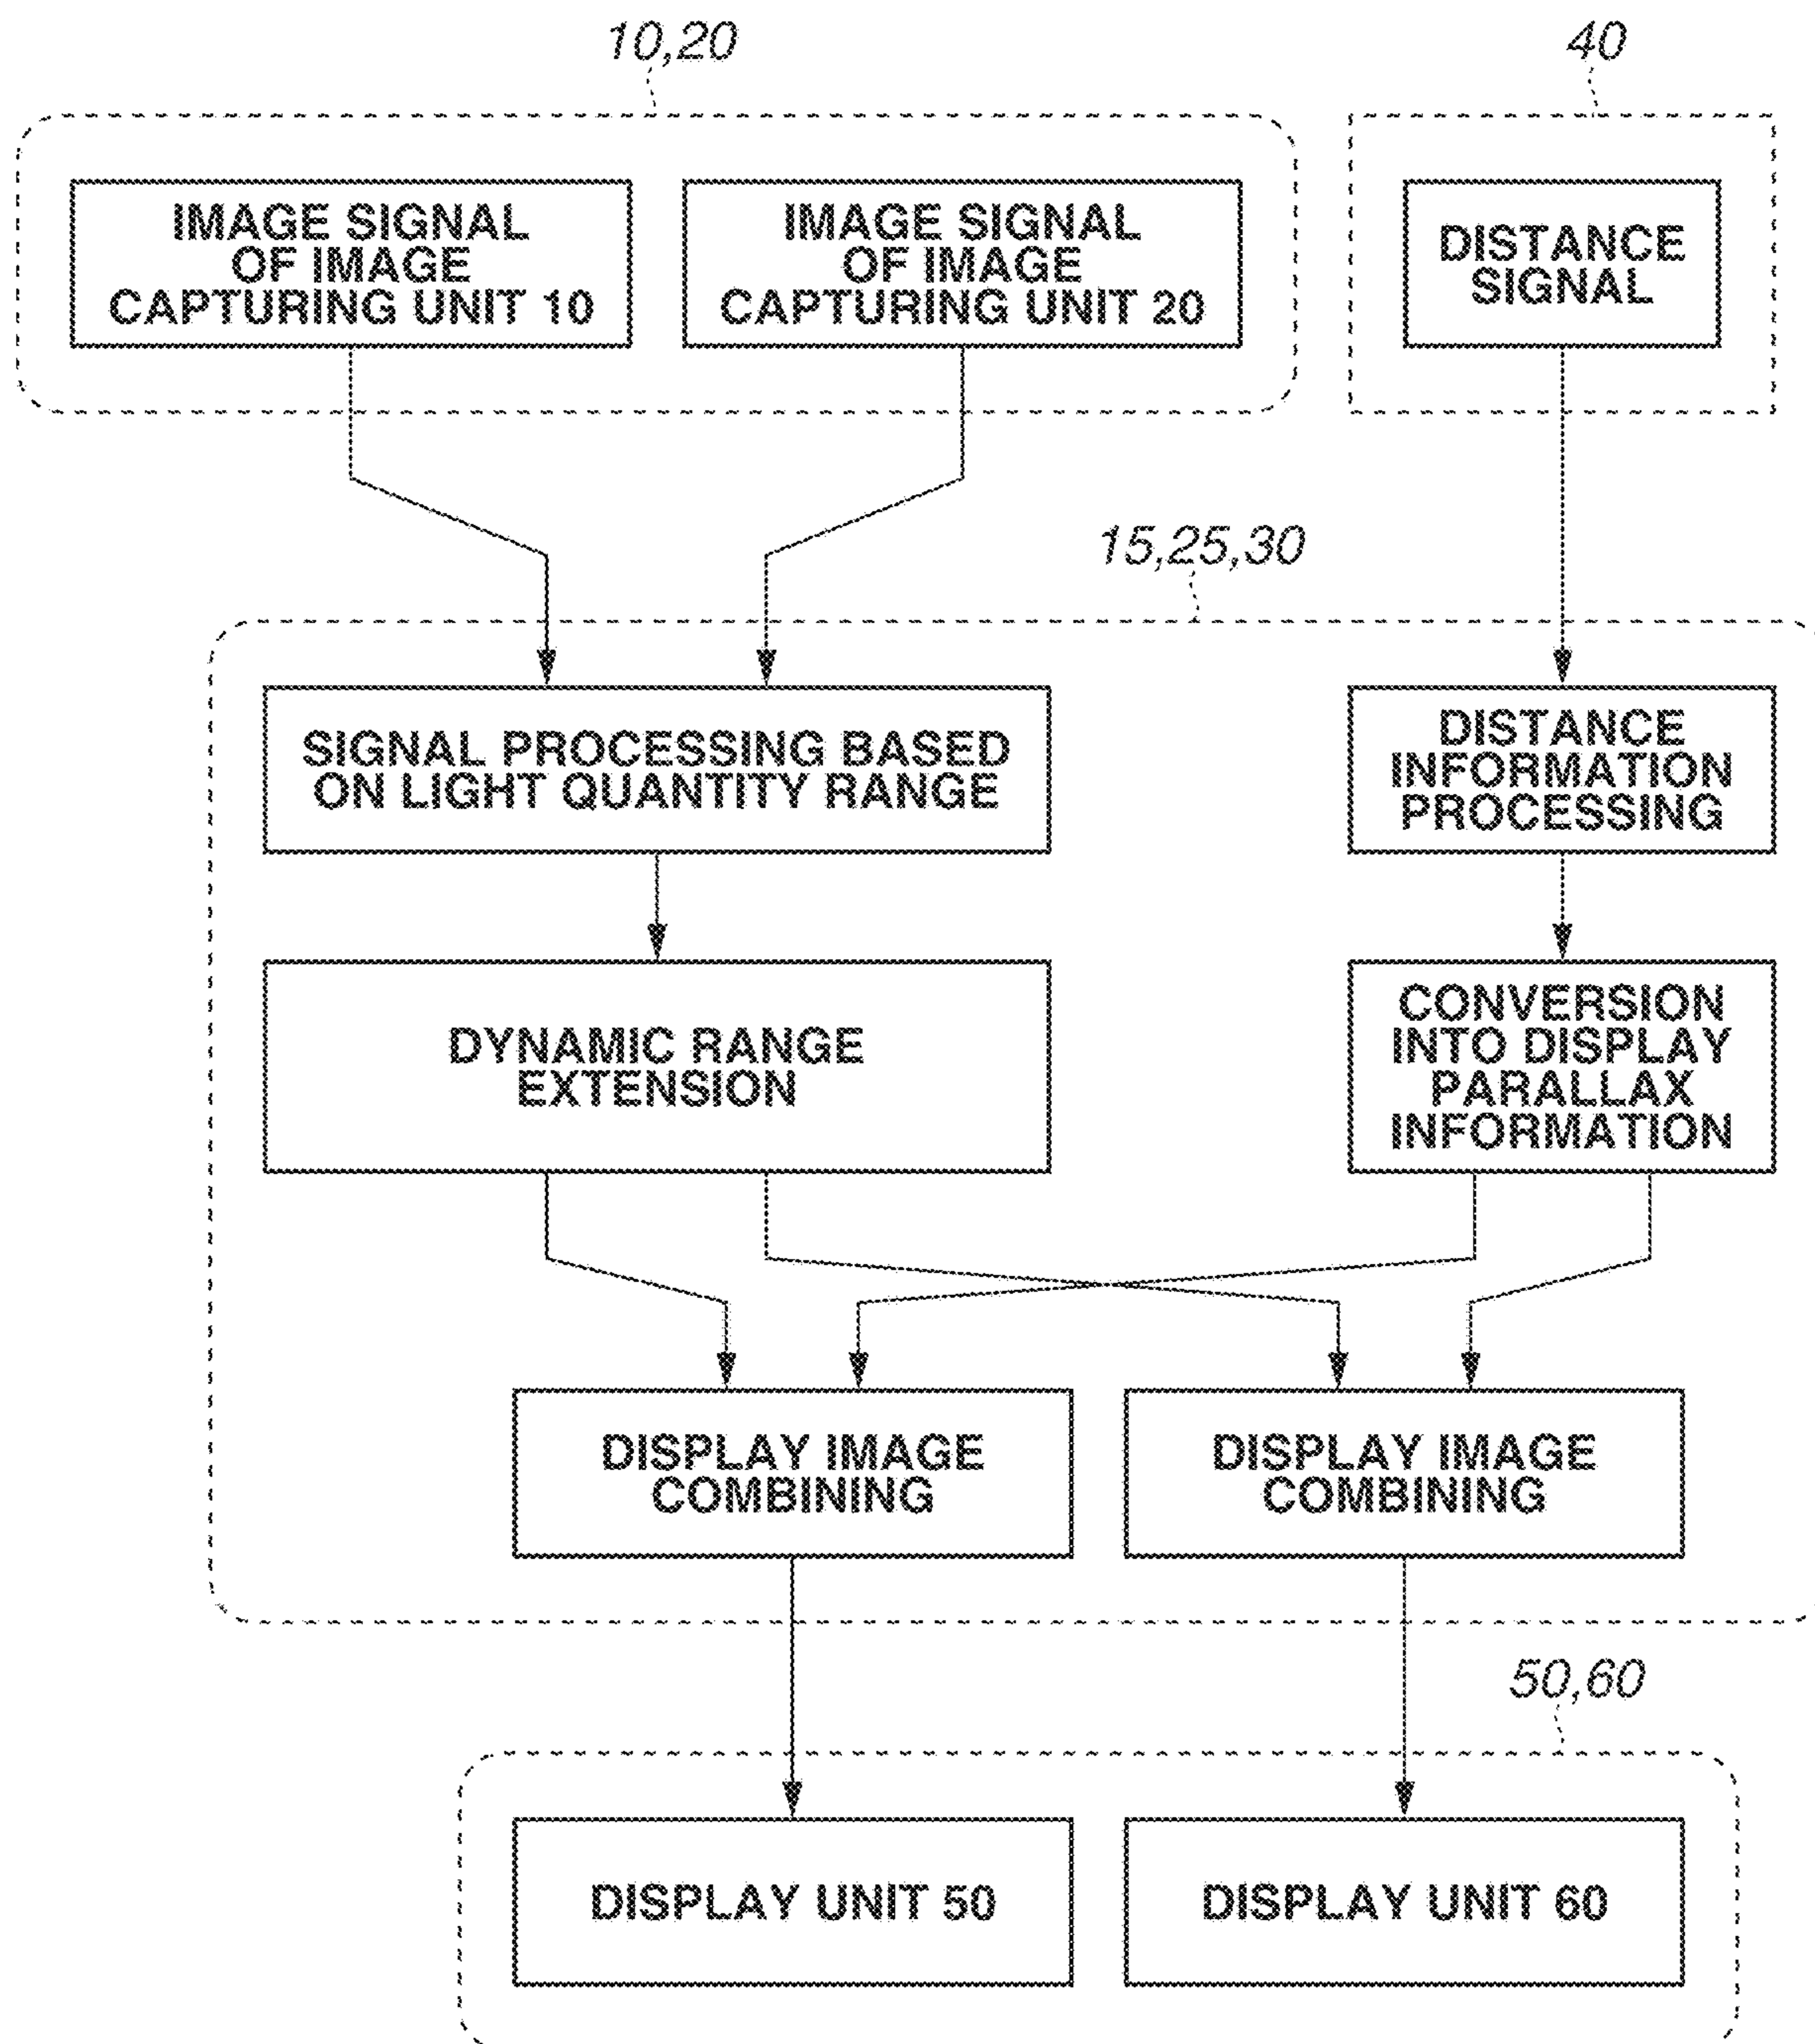 10,20
40
IMAGE SIGNAL
OF IMAGE
CAPTURING UNIT 10
IMAGE SIGNAL
OF IMAGE
CAPTURING UNIT 20
DISTANCE
SIGNAL
15,25,30
SIGNAL PROCESSING BASED
ON LIGHT QUANTITY RANGE
DISTANCE
INFORMATION
PROCESSING
DYNAMIC RANGE
EXTENSION
CONVERSION
INTO DISPLAY
PARALLAX
INFORMATION
DISPLAY IMAGE
COMBINING
DISPLAY IMAGE
COMBINING
50,60
DISPLAY UNIT 50
DISPLAY UNIT 60